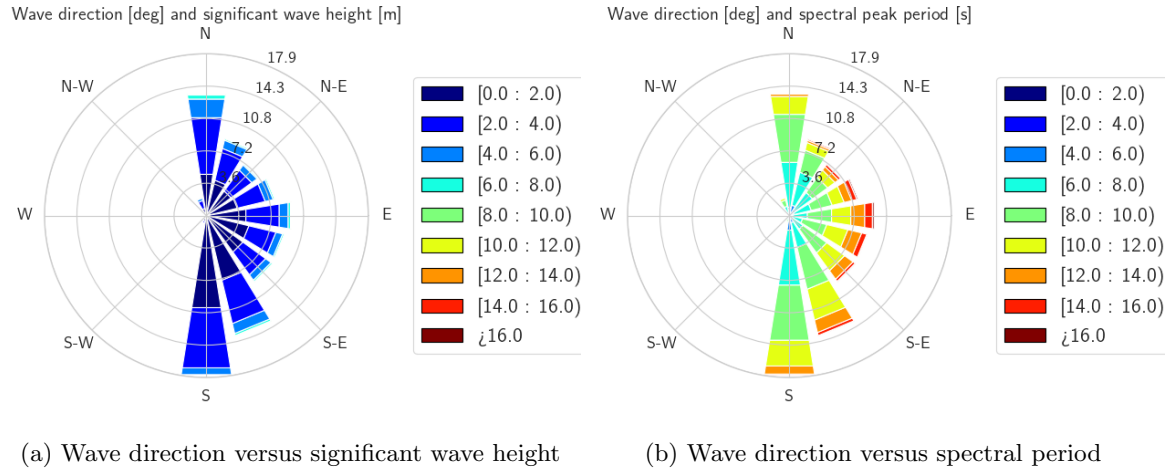 Wave direction [deg] and significant wave height [m]
N
N-E
E
S-E
S
S-W
W
N-W
17.9
14.3
10.8
7.2
[0.0 : 2.0)
[2.0 : 4.0)
[4.0 : 6.0)
[6.0 : 8.0)
[8.0 : 10.0)
[10.0 : 12.0)
[12.0 : 14.0)
[14.0 : 16.0)
¿16.0
(a) Wave direction versus significant wave height
Wave direction [deg] and spectral peak period [s]
N
N-E
E
S-E
S
S-W
W
N-W
17.9
14.3
10.8
7.2
3.6
[0.0 : 2.0)
[2.0 : 4.0)
[4.0 : 6.0)
[6.0 : 8.0)
[8.0 : 10.0)
[10.0 : 12.0)
[12.0 : 14.0)
[14.0 : 16.0)
¿16.0
(b) Wave direction versus spectral period